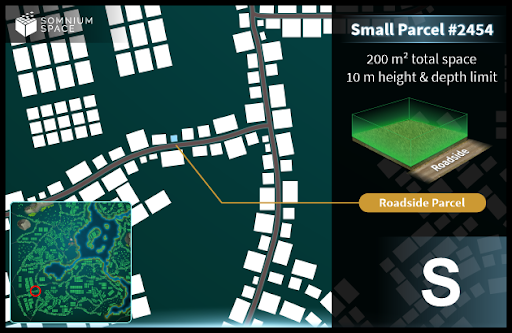 SOMNIUM
SPACE
Small Parcel #2454
200 m² total space
10 m height & depth limit
Roadside
Roadside Parcel
S